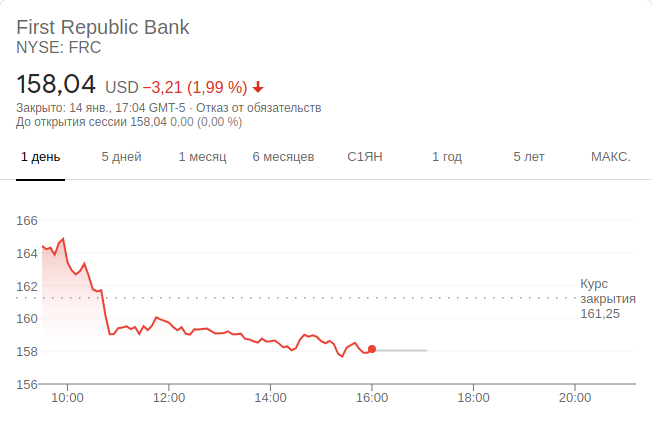 First Republic Bank
NYSE: FRC
158,04 USD −3,21 (1,99 %)
Закрыто: 14 янв., 17:04 GMT-5 · Отказ от обязательств
До открытия сессии 158,04 0,00 (0,00 %)
1 день 5 дней 1 месяц 6 месяцев С1ЯН 1 год 5 лет МАКС.
166
164
162
160
158
156
Курс
закрытия
161,25
10:00 12:00 14:00 16:00 18:00 20:00